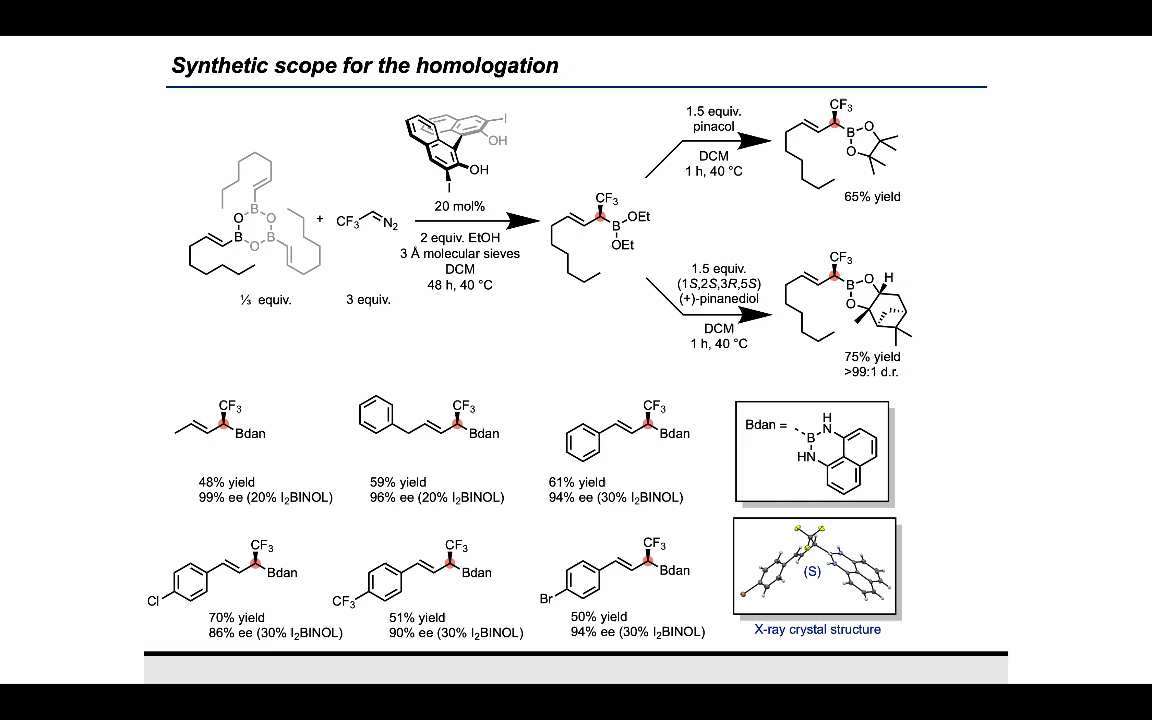 Synthetic scope for the homologation
B
O
O
B
B
O
+
CF₃
N₂
⅓ equiv.
3 equiv.
I
OH
OH
I
20 mol%
2 equiv. EtOH
3 Å molecular sieves
DCM
48 h, 40 °C
CF₃
B
OEt
OEt
1.5 equiv.
pinacol
DCM
1 h, 40 °C
CF₃
B
O
O
65% yield
1.5 equiv.
(1S,2S,3R,5S)
(+)-pinanediol
DCM
1 h, 40 °C
CF₃
H
B
O
O
75% yield
>99:1 d.r.
CF₃
Bdan
48% yield
99% ee (20% I₂BINOL)
CF₃
Bdan
59% yield
96% ee (20% I₂BINOL)
CF₃
Bdan
61% yield
94% ee (30% I₂BINOL)
Bdan =
H
B
N
HN
CF₃
Bdan
Cl
70% yield
86% ee (30% I₂BINOL)
CF₃
Bdan
CF₃
51% yield
90% ee (30% I₂BINOL)
CF₃
Bdan
Br
50% yield
94% ee (30% I₂BINOL)
(S)
X-ray crystal structure